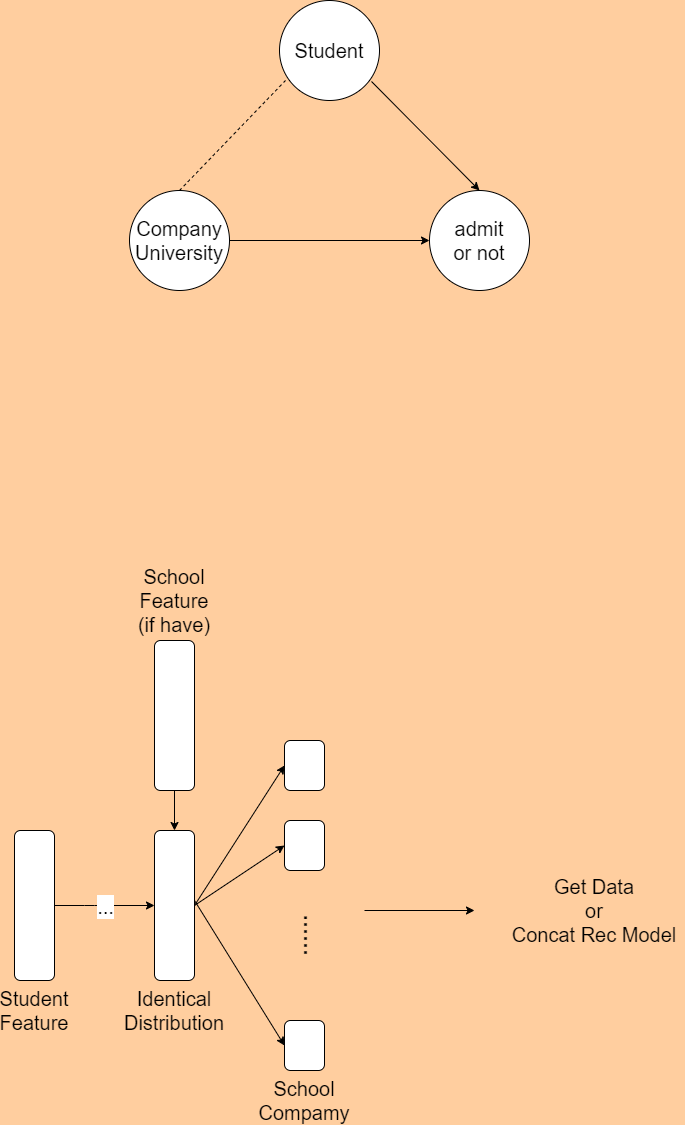 Student
Company
University
admit
or not
School
Feature
(if have)
...
Get Data
or
Concat Rec Model
Student
Feature
Identical
Distribution
School
Compamy